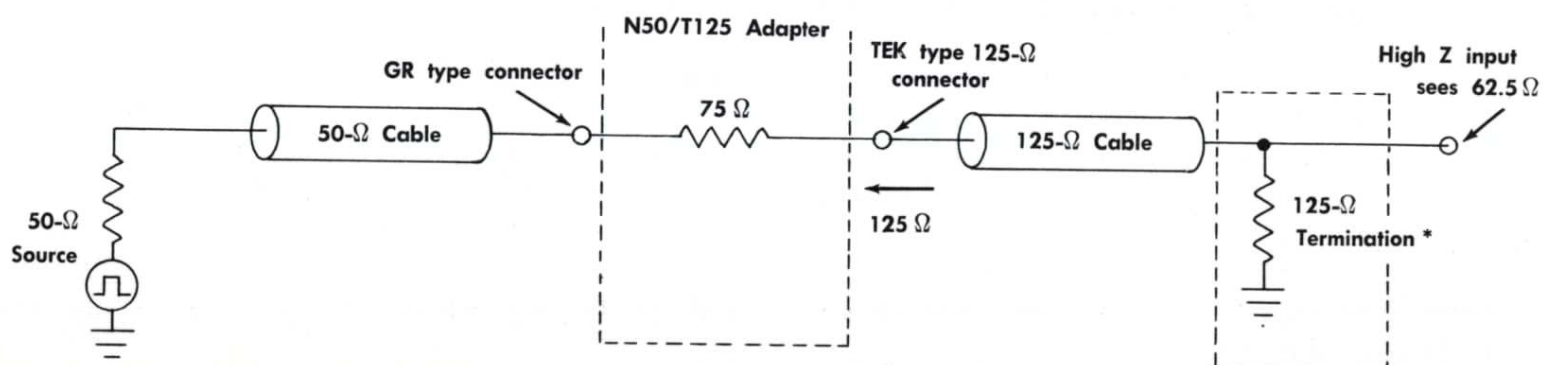 N50/T125 Adapter
GR type connector
TEK type 125-Ω
connector
High Z input
sees 62.5 Ω
50-Ω Cable
75 Ω
125-Ω Cable
125 Ω
50-Ω
Source
125-Ω
Termination *